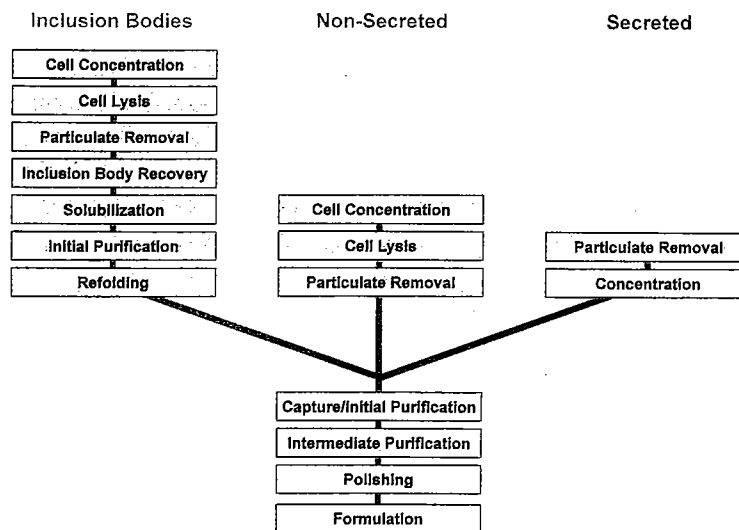 Inclusion Bodies
Non-Secreted
Secreted
Cell Concentration
Cell Lysis
Particulate Removal
Inclusion Body Recovery
Solubilization
Initial Purification
Refolding
Cell Concentration
Cell Lysis
Particulate Removal
Particulate Removal
Concentration
Capture/Initial Purification
Intermediate Purification
Polishing
Formulation